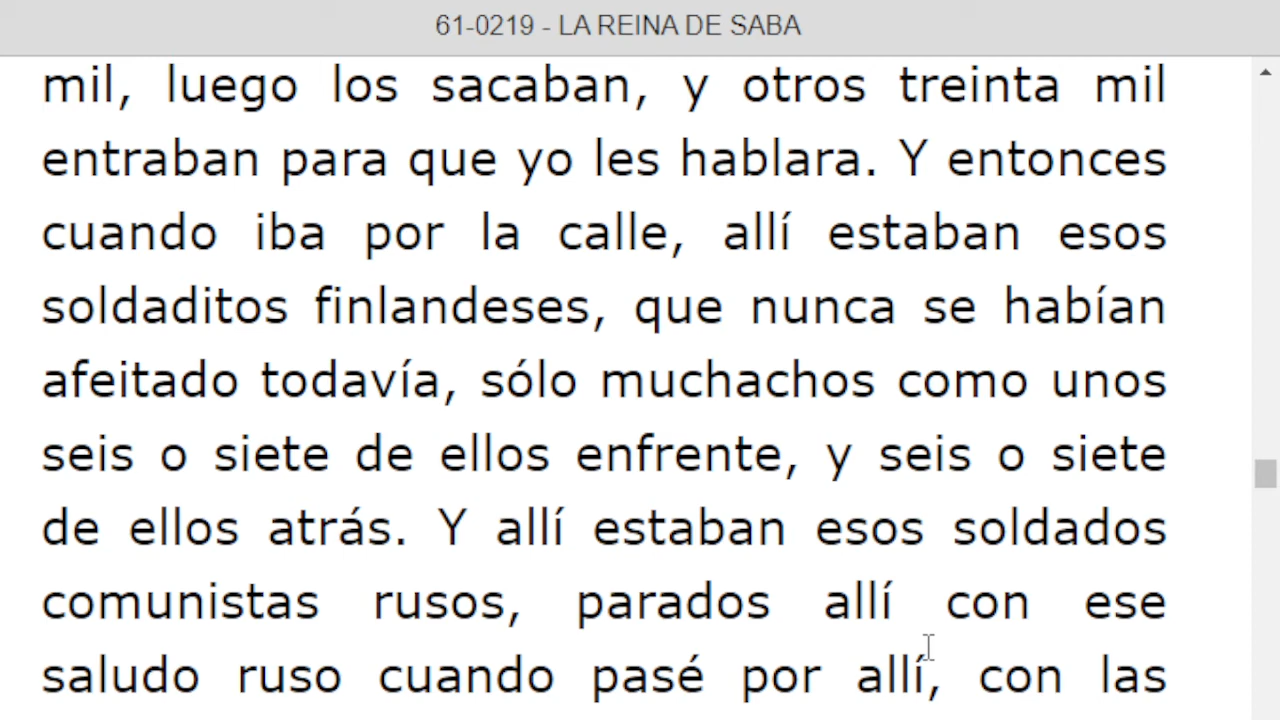 61-0219 - LA REINA DE SABA
mil, luego los sacaban, y otros treinta mil
entraban para que yo les hablara. Y entonces
cuando iba por la calle, allí estaban esos
soldaditos finlandeses, que nunca se habían
afeitado todavía, sólo muchachos como unos
seis o siete de ellos enfrente, y seis o siete
de ellos atrás. Y allí estaban esos soldados
comunistas rusos, parados allí con ese
saludo ruso cuando pasé por allí, con las